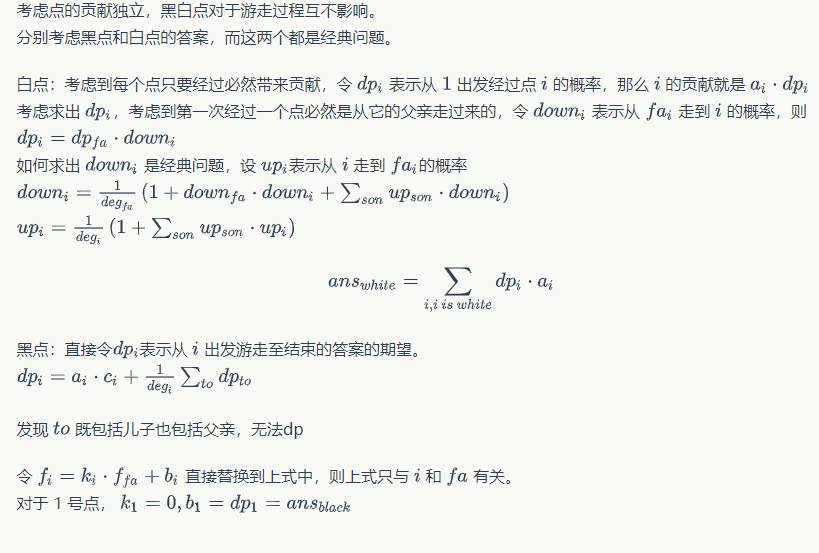 考虑点的贡献独立，黑白点对于游走过程互不影响。
分别考虑黑点和白点的答案，而这两个都是经典问题。
白点：考虑到每个点只要经过必然带来贡献，令 $dp_i$ 表示从 1 出发经过点 $i$ 的概率，那么 $i$ 的贡献就是 $a_i \cdot dp_i$
考虑求出 $dp_i$，考虑到第一次经过一个点必然是从它的父亲走过来的，令 $down_i$ 表示从 $fa_i$ 走到 $i$ 的概率，则
$dp_i = dp_{fa} \cdot down_i$
如何求出 $down_i$ 是经典问题，设 $up_i$表示从 $i$ 走到 $fa_i$的概率
$down_i = \frac{1}{deg_{fa}} (1 + down_{fa} \cdot down_i + \sum_{son} up_{son} \cdot down_i)$
$up_i = \frac{1}{deg_i} (1 + \sum_{son} up_{son} \cdot up_i)$
$ans_{white} = \sum_{i,i\ is\ white} dp_i \cdot a_i$
黑点：直接令$dp_i$表示从 $i$ 出发游走至结束的答案的期望。
$dp_i = a_i \cdot c_i + \frac{1}{deg_i} \sum_{to} dp_{to}$
发现 $to$ 既包括儿子也包括父亲，无法dp
令 $f_i = k_i \cdot f_{fa} + b_i$ 直接替换到上式中，则上式只与 $i$ 和 $fa$ 有关。
对于 1 号点， $k_1 = 0, b_1 = dp_1 = ans_{black}$